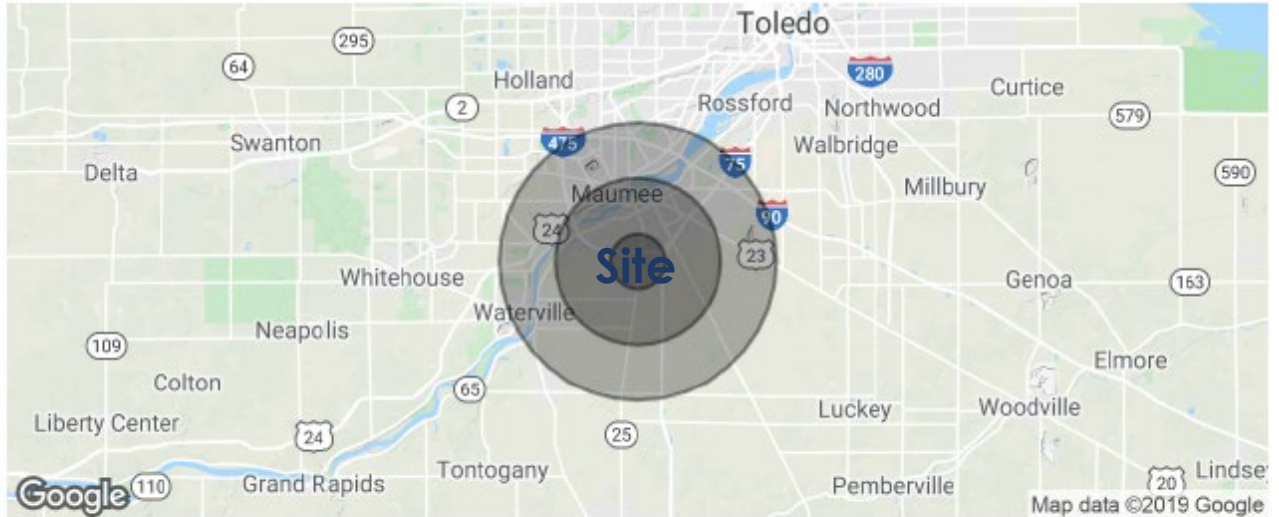 Toledo
295
64
280
Holland
Curtice
2
Rossford
Northwood
579
475
Swanton
Walbridge
75
Delta
590
Millbury
Maumee
90
24
23
Site
Whitehouse
Genoa
163
Waterville
Neapolis
109
Elmore
Colton
65
Luckey
Woodville
Liberty Center
24
25
Tontogany
Lindse
20
Grand Rapids
Pemberville
110
Google
Map data ©2019 Google